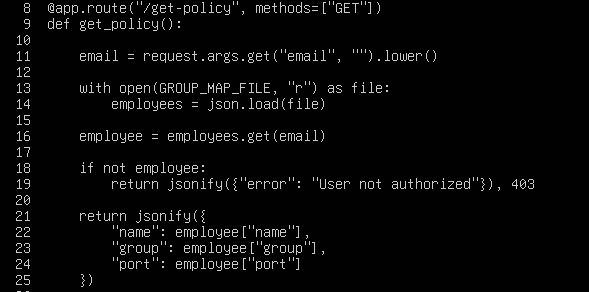 8 @app.route("/get-policy", methods=["GET"])
9 def get_policy():
10
11     email = request.args.get("email", "").lower()
12
13     with open(GROUP_MAP_FILE, "r") as file:
14         employees = json.load(file)
15
16     employee = employees.get(email)
17
18     if not employee:
19         return jsonify({"error": "User not authorized"}), 403
20
21     return jsonify({
22         "name": employee["name"],
23         "group": employee["group"],
24         "port": employee["port"]
25     })